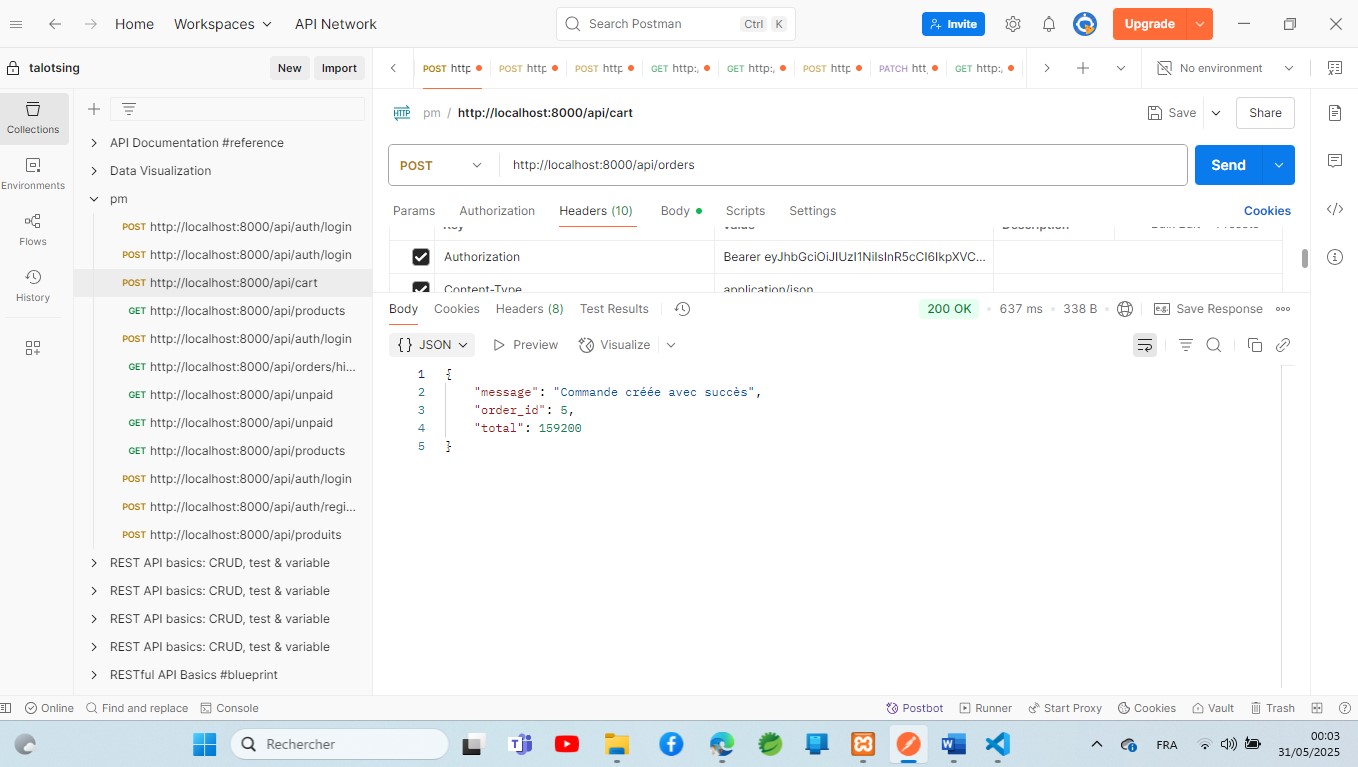 Home Workspaces API Network Search Postman Ctrl K Invite Upgrade
talotsing New Import POST http POST http POST http GET http:, GET http:, POST http PATCH htt GET http:, No environment
Collections
Environments
Flows
History
API Documentation #reference
Data Visualization
pm
POST http://localhost:8000/api/auth/login
POST http://localhost:8000/api/auth/login
POST http://localhost:8000/api/cart
GET http://localhost:8000/api/products
POST http://localhost:8000/api/auth/login
GET http://localhost:8000/api/orders/hi...
GET http://localhost:8000/api/unpaid
GET http://localhost:8000/api/unpaid
GET http://localhost:8000/api/products
POST http://localhost:8000/api/auth/login
POST http://localhost:8000/api/auth/regi...
POST http://localhost:8000/api/produits
REST API basics: CRUD, test & variable
REST API basics: CRUD, test & variable
REST API basics: CRUD, test & variable
REST API basics: CRUD, test & variable
RESTful API Basics #blueprint
HTTP pm / http://localhost:8000/api/cart Save Share
POST http://localhost:8000/api/orders Send
Params Authorization Headers (10) Body Scripts Settings Cookies
Key Value Description Bulk Edit Presets
Authorization Bearer eyJhbGciOiJIUzI1NiIsInR5cCI6IkpXVC...
Content-Type application/json
Body Cookies Headers (8) Test Results 200 OK 637 ms 338 B e.g. Save Response
{} JSON Preview Visualize
1 {
2 "message": "Commande créée avec succès",
3 "order_id": 5,
4 "total": 159200
5 }
Online Find and replace Console Postbot Runner Start Proxy Cookies Vault Trash
Rechercher FRA 00:03
31/05/2025